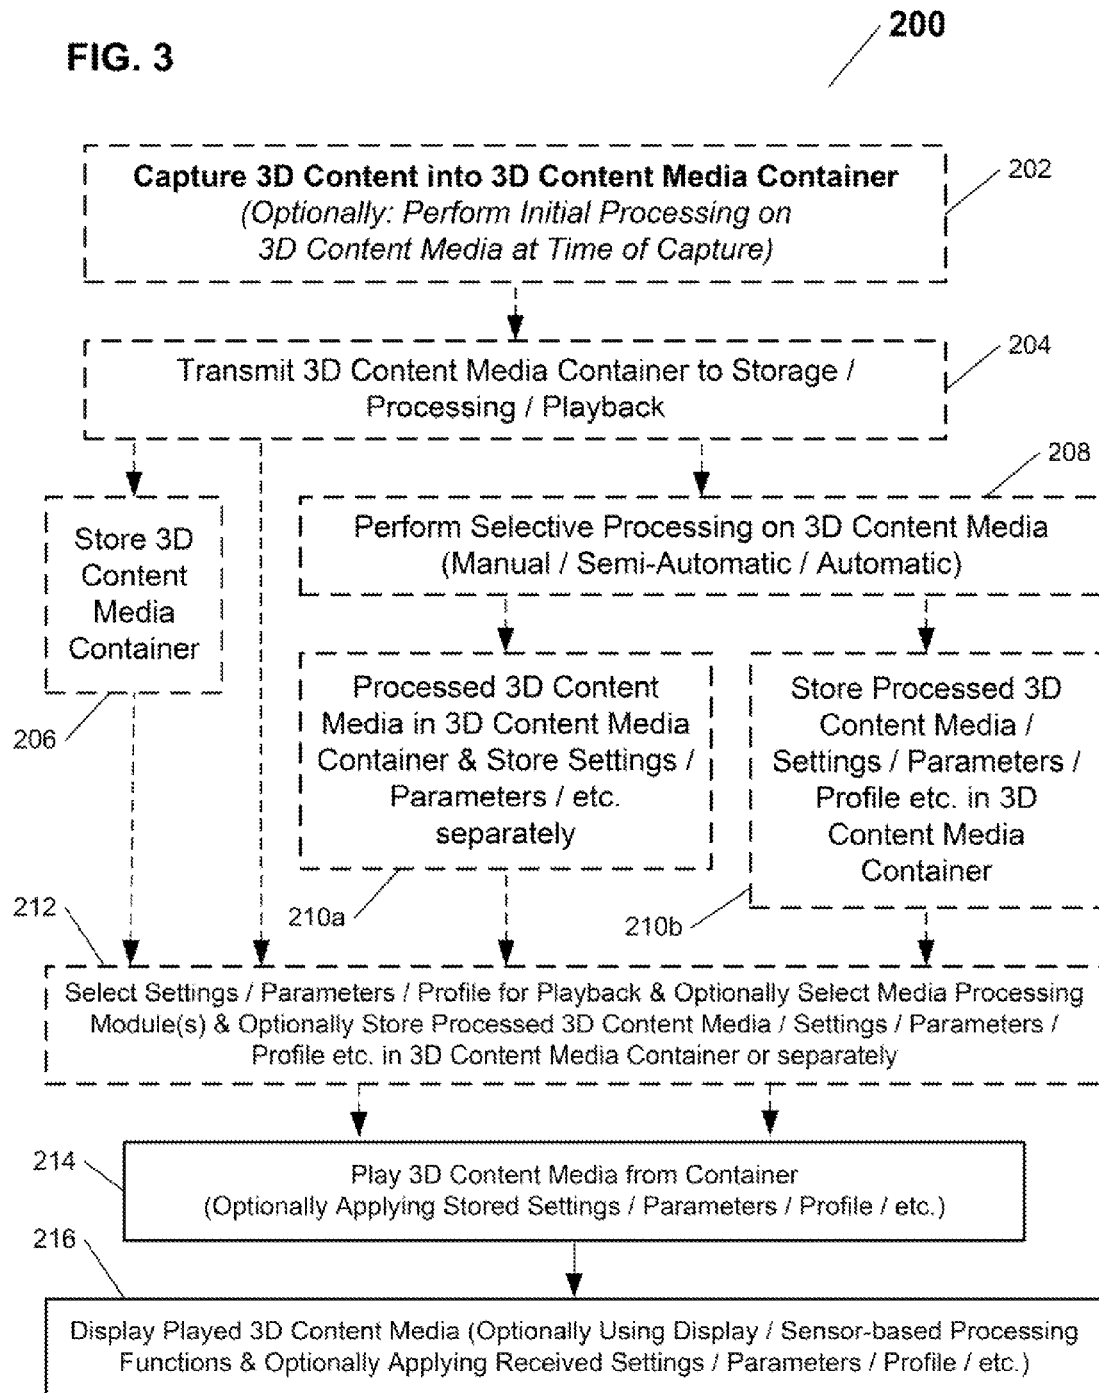 200
FIG. 3
Capture 3D Content into 3D Content Media Container
(Optionally: Perform Initial Processing on
3D Content Media at Time of Capture)
202
Transmit 3D Content Media Container to Storage /
Processing / Playback
204
208
Store 3D
Content
Media
Container
206
Perform Selective Processing on 3D Content Media
(Manual / Semi-Automatic / Automatic)
Processed 3D Content
Media in 3D Content Media
Container & Store Settings /
Parameters / etc.
separately
210a
Store Processed 3D
Content Media /
Settings / Parameters /
Profile etc. in 3D
Content Media
Container
210b
212
Select Settings / Parameters / Profile for Playback & Optionally Select Media Processing
Module(s) & Optionally Store Processed 3D Content Media / Settings / Parameters /
Profile etc. in 3D Content Media Container or separately
214
Play 3D Content Media from Container
(Optionally Applying Stored Settings / Parameters / Profile / etc.)
216
Display Played 3D Content Media (Optionally Using Display / Sensor-based Processing
Functions & Optionally Applying Received Settings / Parameters / Profile / etc.)